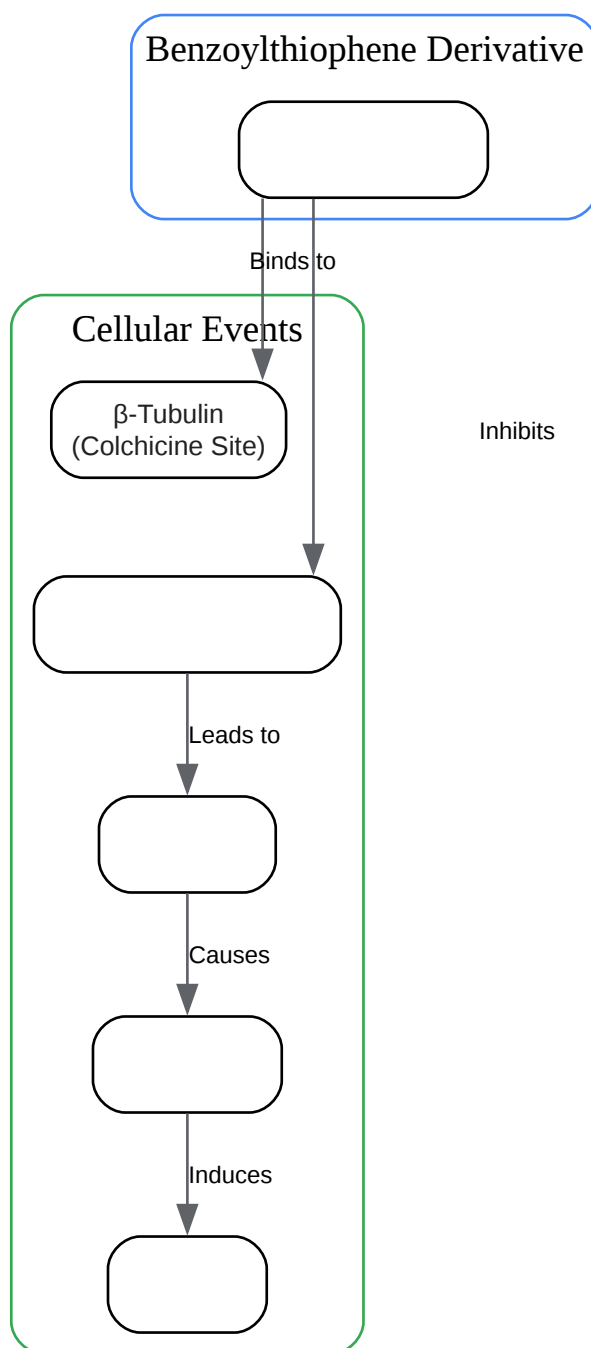 Benzoylthiophene Derivative
Binds to
Cellular Events
β-Tubulin
(Colchicine Site)
Inhibits
Leads to
Causes
Induces